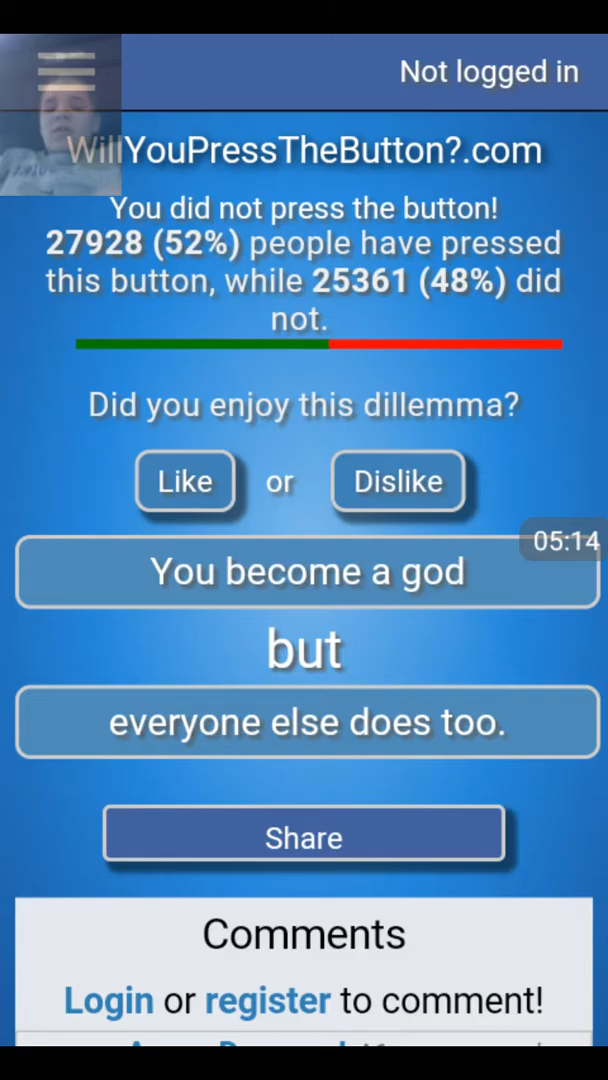 Not logged in
WillYouPressTheButton?.com
You did not press the button!
27928 (52%) people have pressed
this button, while 25361 (48%) did
not.
Did you enjoy this dillemma?
Like or Dislike
05:14
You become a god
but
everyone else does too.
Share
Comments
Login or register to comment!